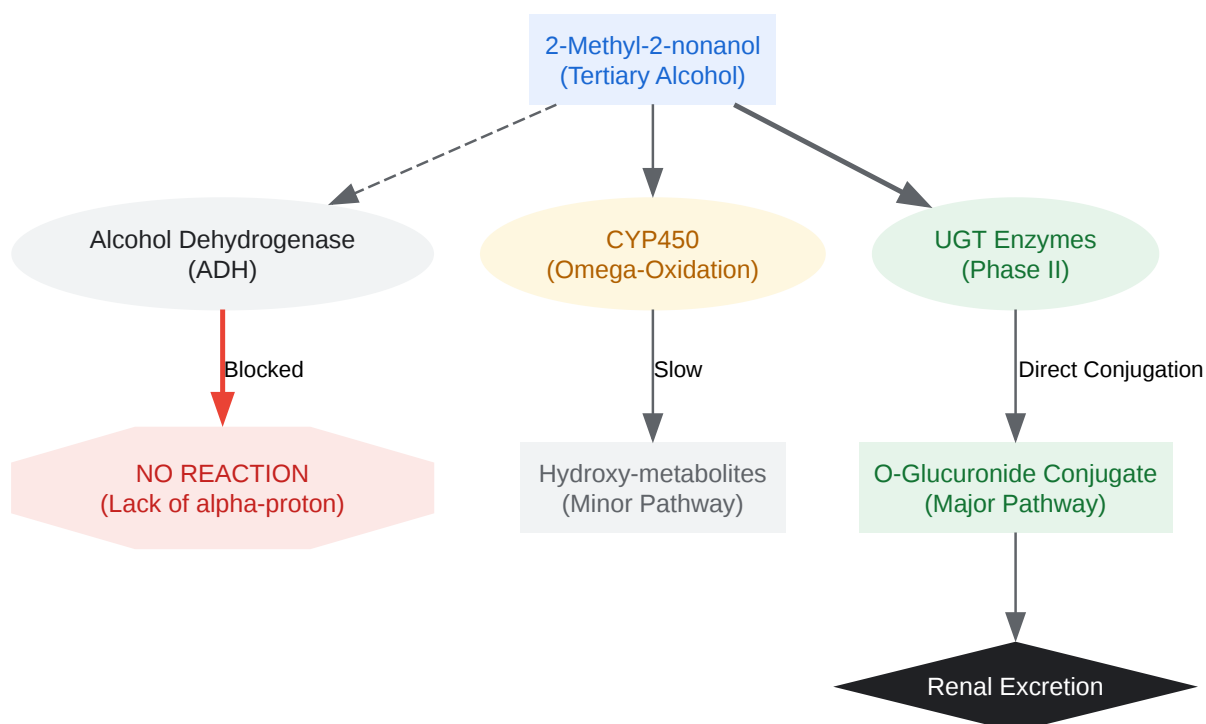 2-Methyl-2-nonanol
(Tertiary Alcohol)
Alcohol Dehydrogenase
(ADH)
CYP450
(Omega-Oxidation)
UGT Enzymes
(Phase II)
Blocked
Slow
Direct Conjugation
NO REACTION
(Lack of alpha-proton)
Hydroxy-metabolites
(Minor Pathway)
O-Glucuronide Conjugate
(Major Pathway)
Renal Excretion